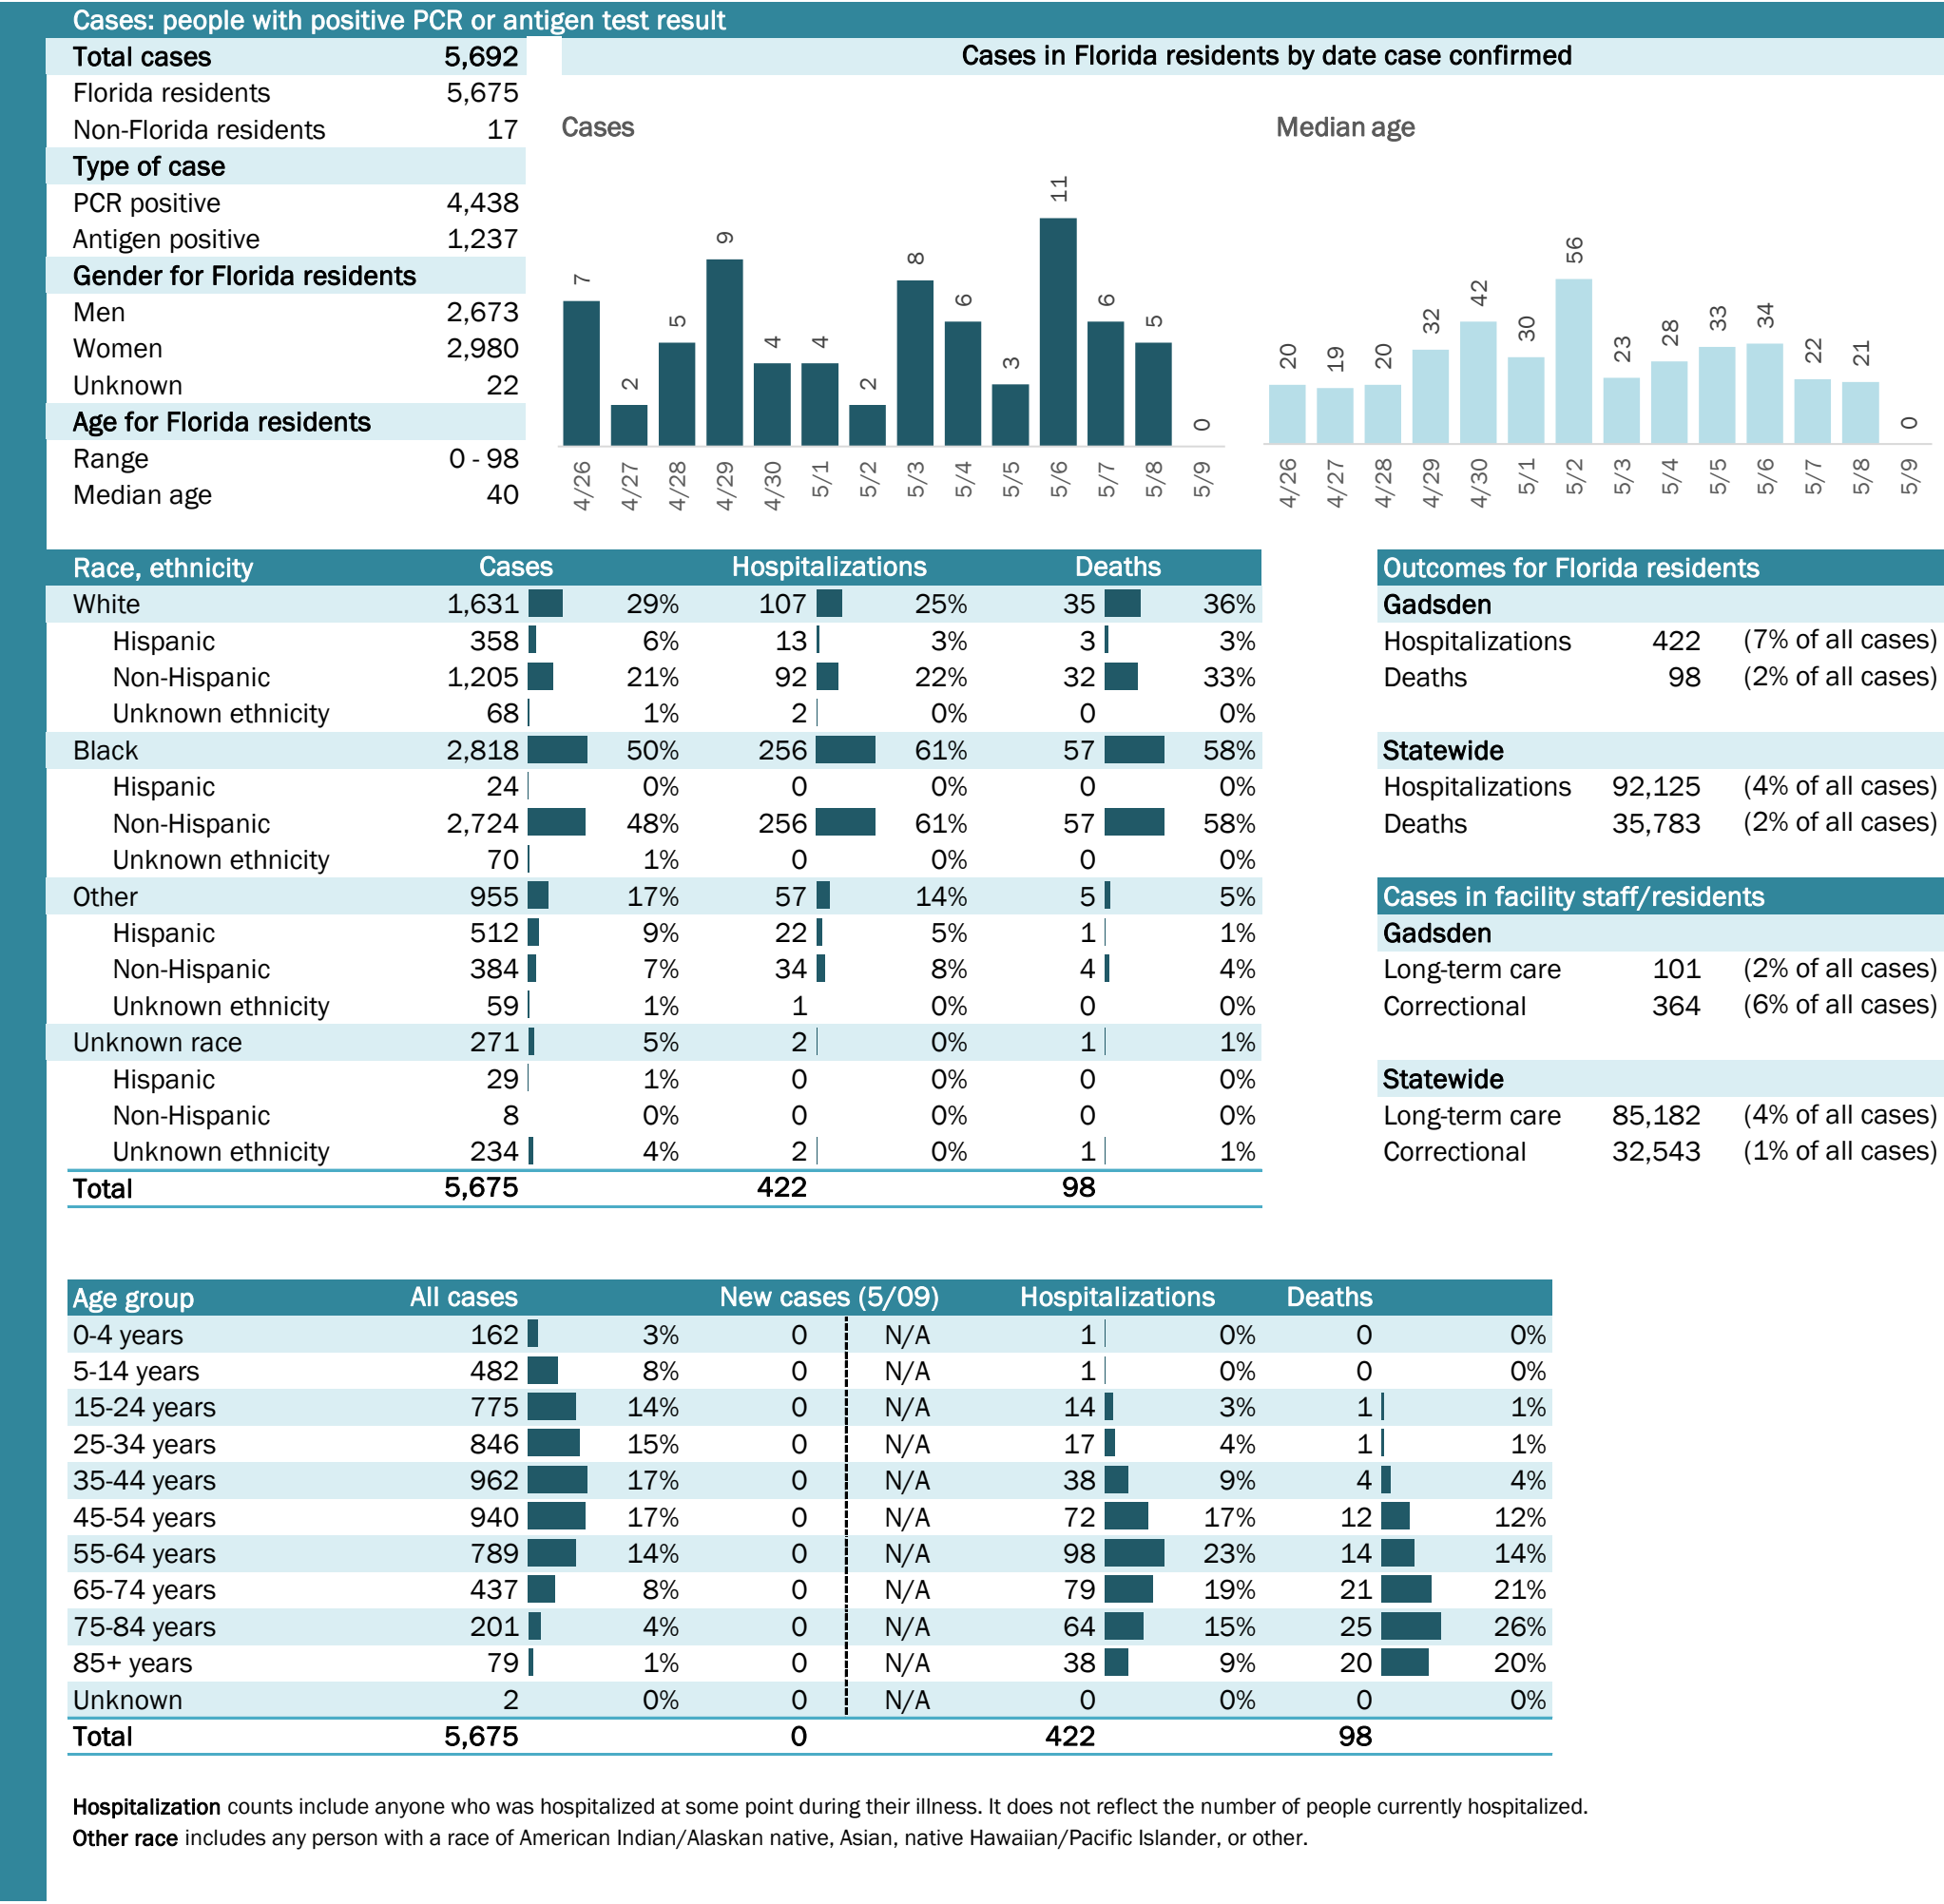 Cases: people with positive PCR or antigen test result
Total cases 5,692
Florida residents 5,675
Non-Florida residents 17
Type of case
PCR positive 4,438
Antigen positive 1,237
Gender for Florida residents
Men 2,673
Women 2,980
Unknown 22
Age for Florida residents
Range 0 - 98
Median age 40
Cases in Florida residents by date case confirmed
Cases
7 2 5 9 4 4 2 8 6 3 11 6 5 0
4/26 4/27 4/28 4/29 4/30 5/1 5/2 5/3 5/4 5/5 5/6 5/7 5/8 5/9
Median age
20 19 20 32 42 30 56 23 28 33 34 22 21 0
4/26 4/27 4/28 4/29 4/30 5/1 5/2 5/3 5/4 5/5 5/6 5/7 5/8 5/9
Race, ethnicity Cases Hospitalizations Deaths
White 1,631 29% 107 25% 35 36%
Hispanic 358 6% 13 3% 3 3%
Non-Hispanic 1,205 21% 92 22% 32 33%
Unknown ethnicity 68 1% 2 0% 0 0%
Black 2,818 50% 256 61% 57 58%
Hispanic 24 0% 0 0% 0 0%
Non-Hispanic 2,724 48% 256 61% 57 58%
Unknown ethnicity 70 1% 0 0% 0 0%
Other 955 17% 57 14% 5 5%
Hispanic 512 9% 22 5% 1 1%
Non-Hispanic 384 7% 34 8% 4 4%
Unknown ethnicity 59 1% 1 0% 0 0%
Unknown race 271 5% 2 0% 1 1%
Hispanic 29 1% 0 0% 0 0%
Non-Hispanic 8 0% 0 0% 0 0%
Unknown ethnicity 234 4% 2 0% 1 1%
Total 5,675 422 98
Outcomes for Florida residents
Gadsden
Hospitalizations 422 (7% of all cases)
Deaths 98 (2% of all cases)
Statewide
Hospitalizations 92,125 (4% of all cases)
Deaths 35,783 (2% of all cases)
Cases in facility staff/residents
Gadsden
Long-term care 101 (2% of all cases)
Correctional 364 (6% of all cases)
Statewide
Long-term care 85,182 (4% of all cases)
Correctional 32,543 (1% of all cases)
Age group All cases New cases (5/09) Hospitalizations Deaths
0-4 years 162 3% 0 N/A 1 0% 0 0%
5-14 years 482 8% 0 N/A 1 0% 0 0%
15-24 years 775 14% 0 N/A 14 3% 1 1%
25-34 years 846 15% 0 N/A 17 4% 1 1%
35-44 years 962 17% 0 N/A 38 9% 4 4%
45-54 years 940 17% 0 N/A 72 17% 12 12%
55-64 years 789 14% 0 N/A 98 23% 14 14%
65-74 years 437 8% 0 N/A 79 19% 21 21%
75-84 years 201 4% 0 N/A 64 15% 25 26%
85+ years 79 1% 0 N/A 38 9% 20 20%
Unknown 2 0% 0 N/A 0 0% 0 0%
Total 5,675 0 422 98
Hospitalization counts include anyone who was hospitalized at some point during their illness. It does not reflect the number of people currently hospitalized.
Other race includes any person with a race of American Indian/Alaskan native, Asian, native Hawaiian/Pacific Islander, or other.